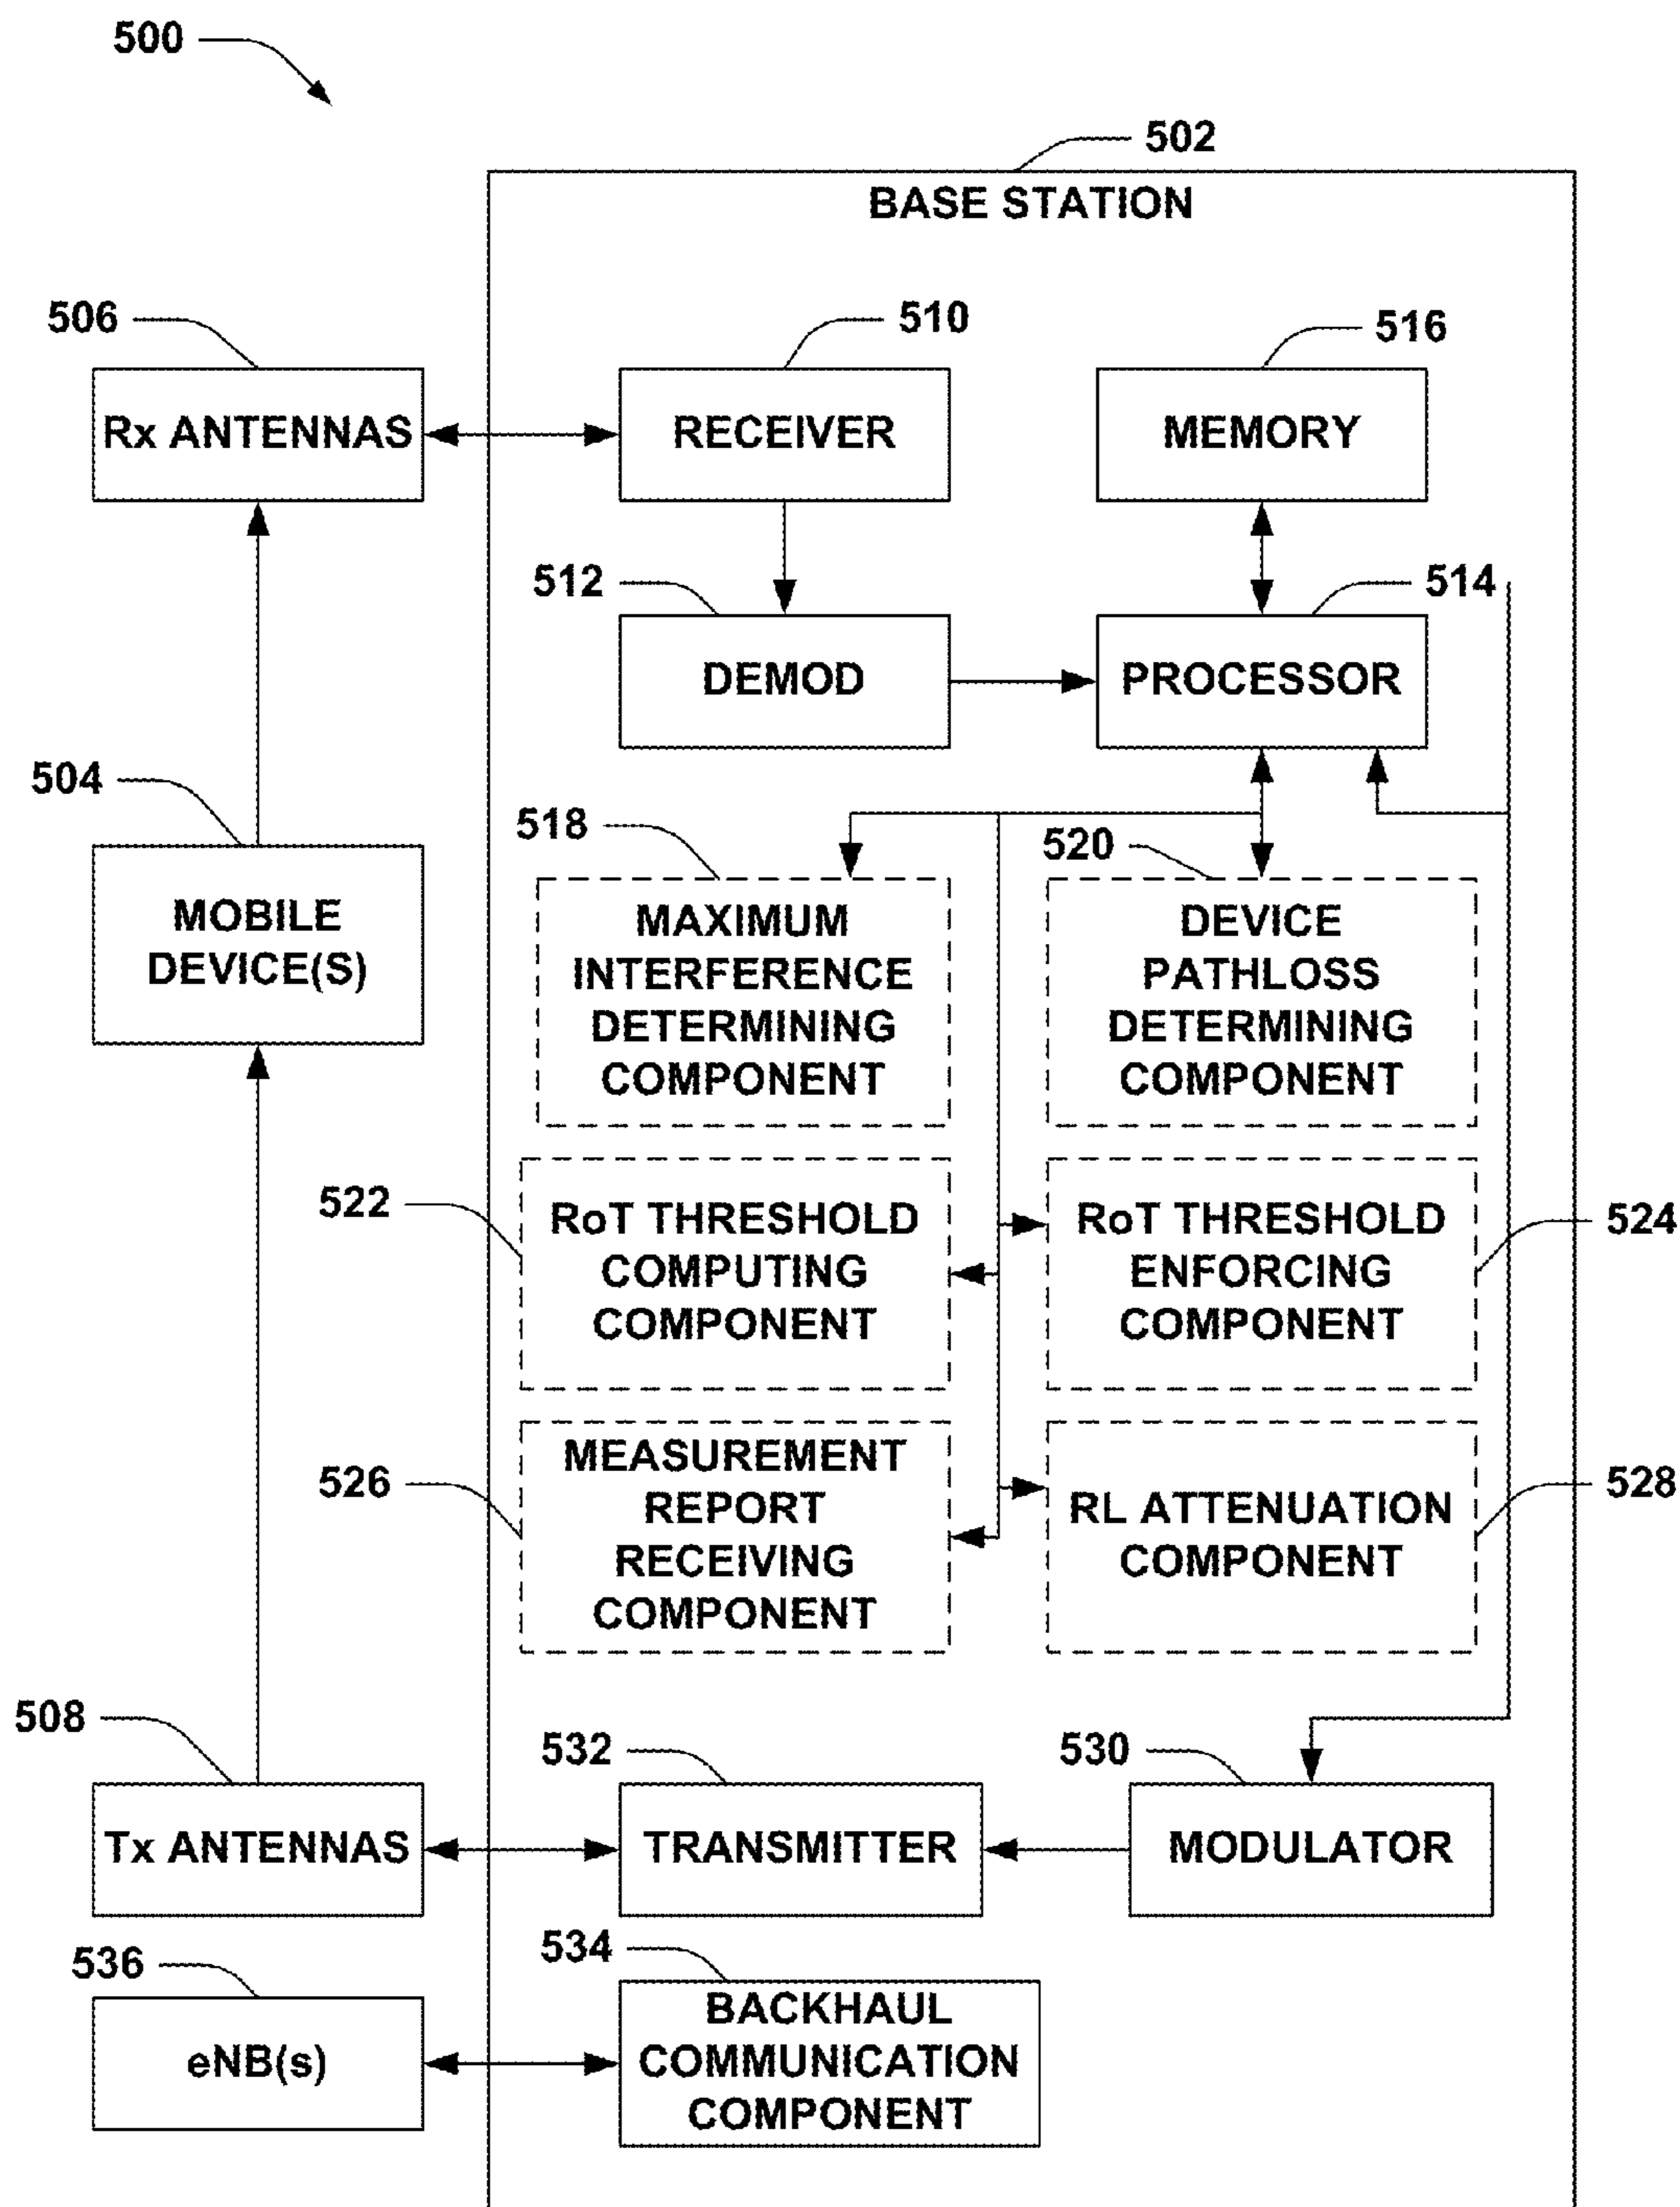 500
502
BASE STATION
506
510
516
Rx ANTENNAS
RECEIVER
MEMORY
512
514
DEMOD
PROCESSOR
504
518
520
MOBILE
DEVICE(S)
MAXIMUM
INTERFERENCE
DETERMINING
COMPONENT
DEVICE
PATHLOSS
DETERMINING
COMPONENT
522
RoT THRESHOLD
COMPUTING
COMPONENT
RoT THRESHOLD
ENFORCING
COMPONENT
524
526
MEASUREMENT
REPORT
RECEIVING
COMPONENT
RL ATTENUATION
COMPONENT
528
508
532
530
Tx ANTENNAS
TRANSMITTER
MODULATOR
536
534
eNB(s)
BACKHAUL
COMMUNICATION
COMPONENT